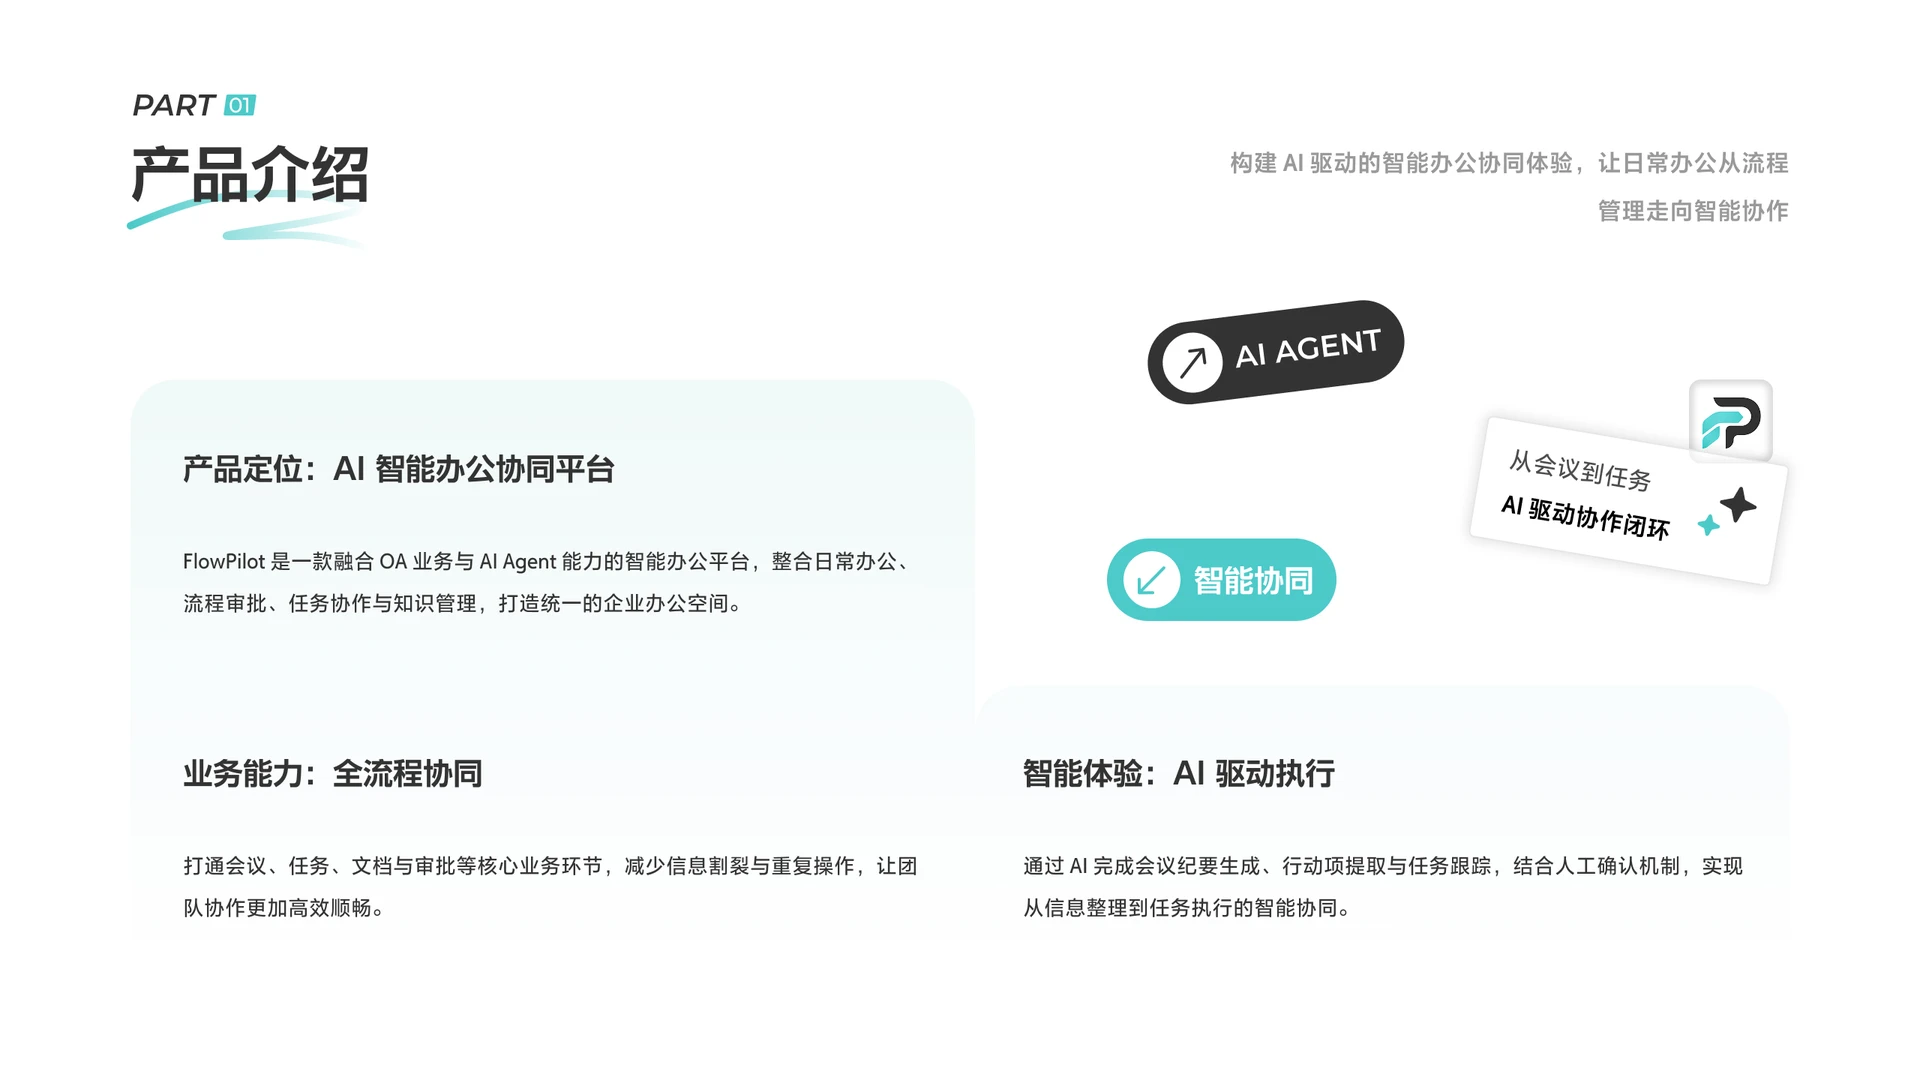 PART 01
产品介绍
构建 AI 驱动的智能办公协同体验，让日常办公从流程
管理走向智能协作
AI AGENT
从会议到任务
AI 驱动协作闭环
智能协同
产品定位：AI 智能办公协同平台
FlowPilot 是一款融合 OA 业务与 AI Agent 能力的智能办公平台，整合日常办公、
流程审批、任务协作与知识管理，打造统一的企业办公空间。
业务能力：全流程协同
打通会议、任务、文档与审批等核心业务环节，减少信息割裂与重复操作，让团
队协作更加高效顺畅。
智能体验：AI 驱动执行
通过 AI 完成会议纪要生成、行动项提取与任务跟踪，结合人工确认机制，实现
从信息整理到任务执行的智能协同。